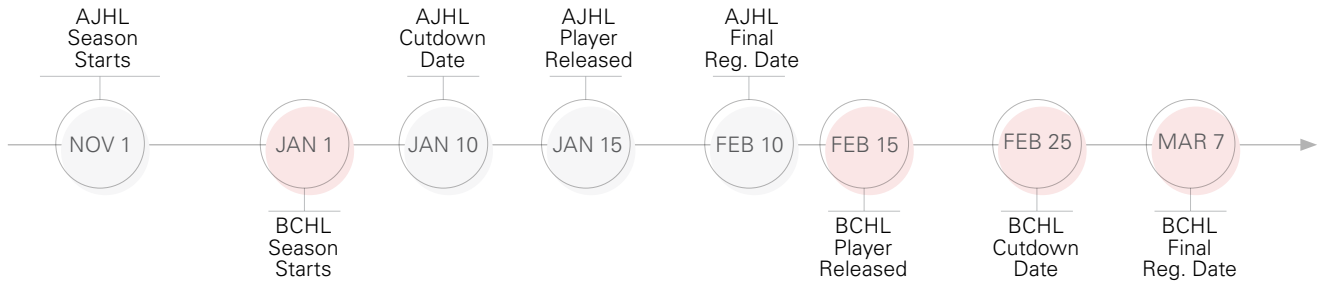 AJHL
Season
Starts
AJHL
Cutdown
Date
AJHL
Player
Released
AJHL
Final
Reg. Date
NOV 1
JAN 1
JAN 10
JAN 15
FEB 10
FEB 15
FEB 25
MAR 7
BCHL
Season
Starts
BCHL
Player
Released
BCHL
Cutdown
Date
BCHL
Final
Reg. Date